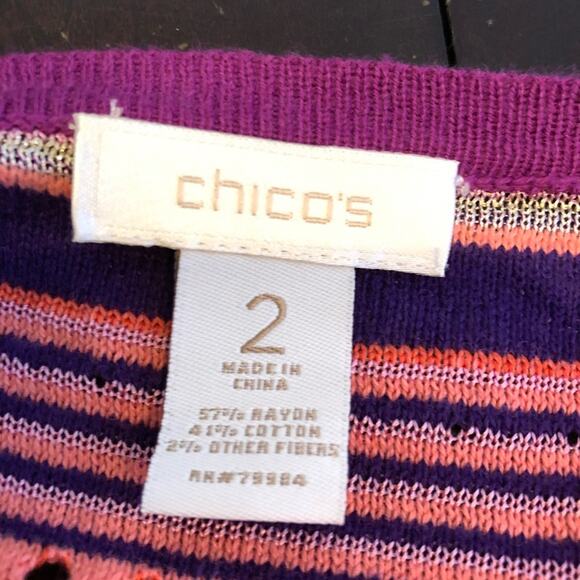 chico's
2
MADE IN
CHINA
57% RAYON
41% COTTON
2% OTHER FIBERS
RN#79984